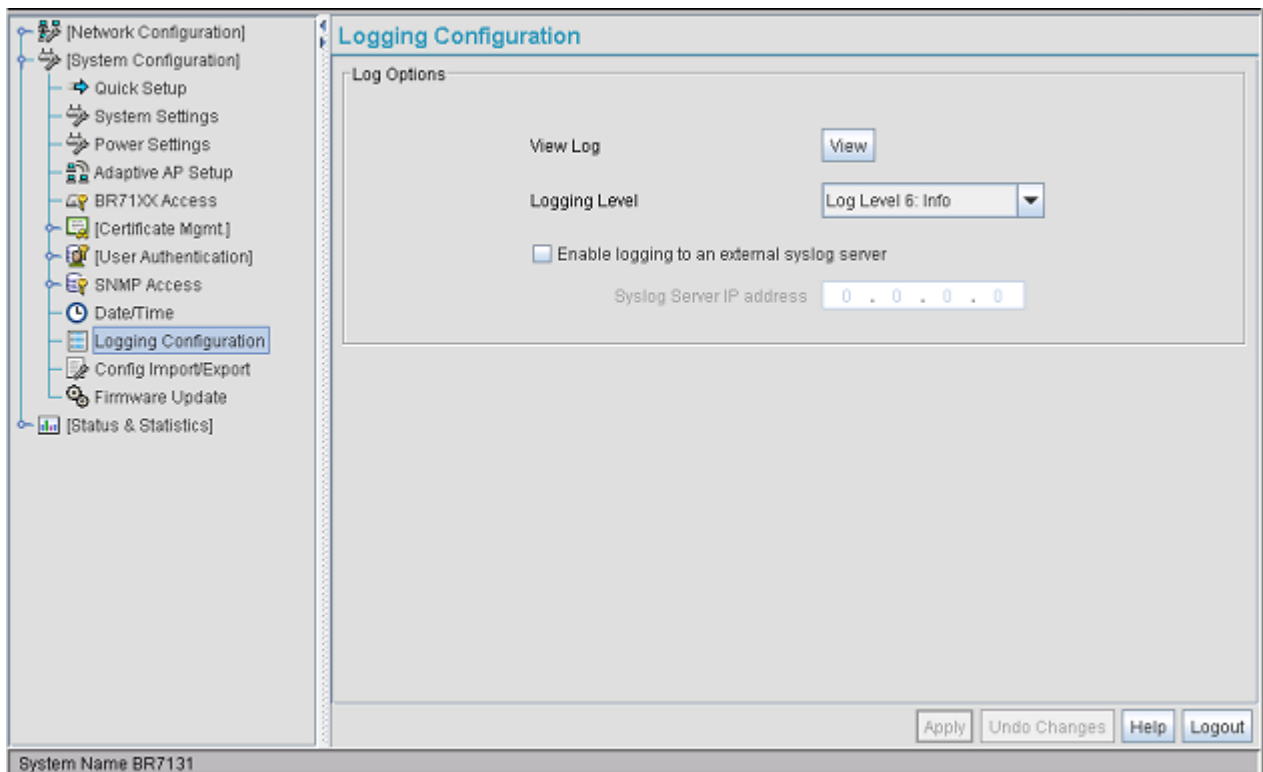 [Network Configuration]
[System Configuration]
Quick Setup
System Settings
Power Settings
Adaptive AP Setup
BR71XX Access
[Certificate Mgmt.]
[User Authentication]
SNMP Access
Date/Time
Logging Configuration
Config Import/Export
Firmware Update
[Status & Statistics]
Logging Configuration
Log Options
View Log View
Logging Level Log Level 6: Info
Enable logging to an external syslog server
Syslog Server IP address 0 . 0 . 0 . 0
Apply Undo Changes Help Logout
System Name BR7131